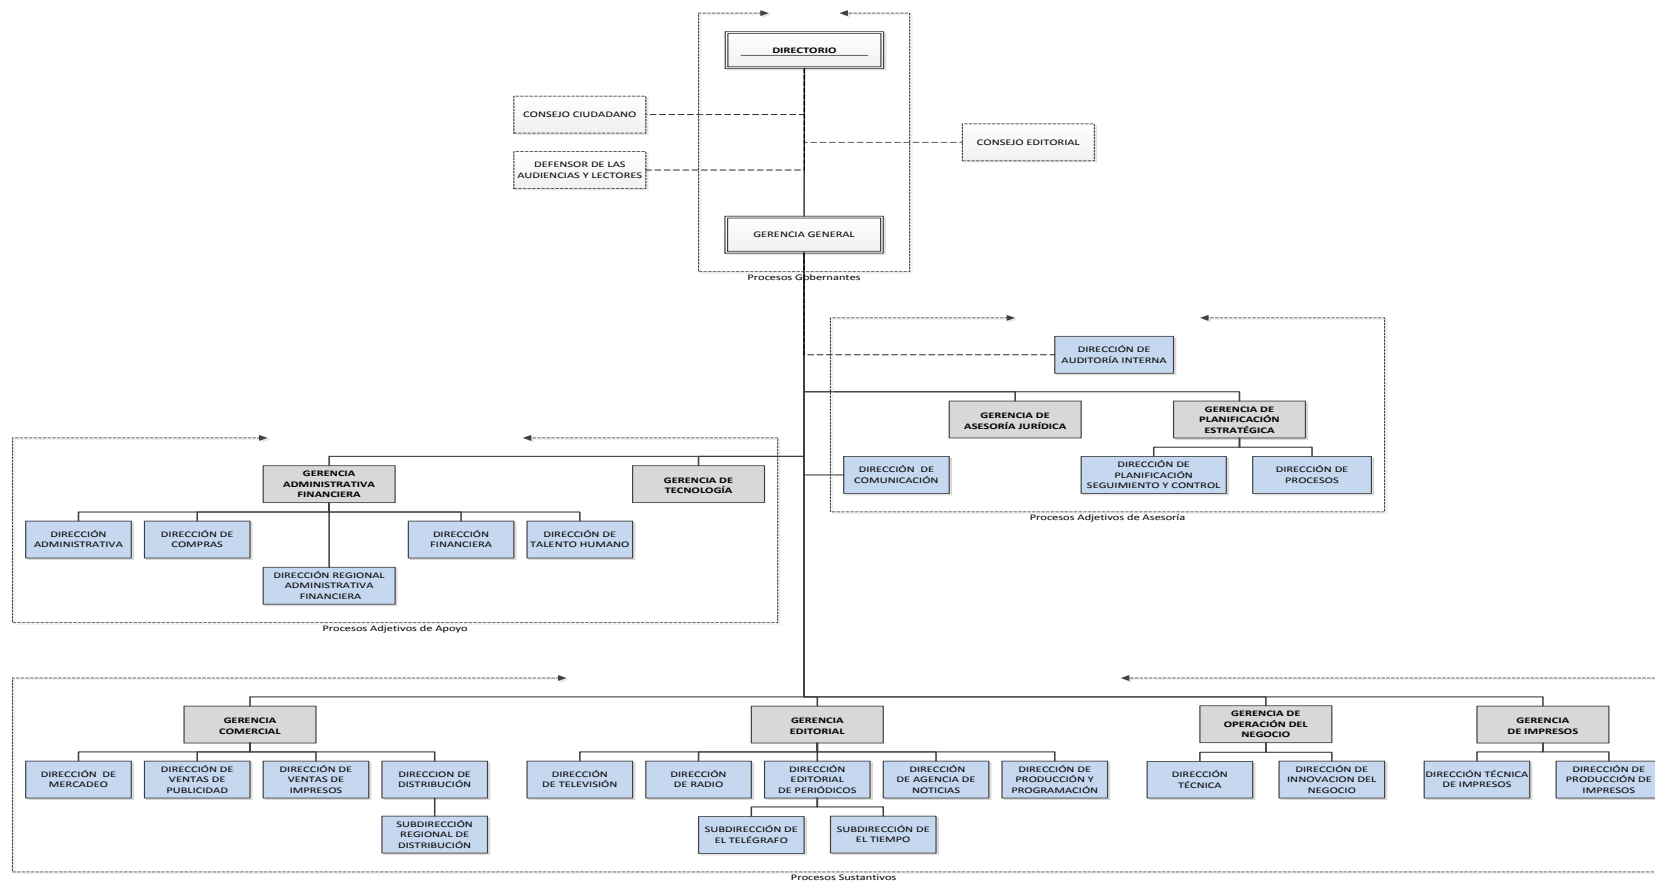 DIRECTORIO
CONSEJO CIUDADANO
CONSEJO EDITORIAL
DEFENSOR DE LAS
AUDIENCIAS Y LECTORES
GERENCIA GENERAL
Procesos Gobernantes
DIRECCIÓN DE
AUDITORÍA INTERNA
GERENCIA DE
ASESORÍA JURÍDICA
GERENCIA DE
PLANIFICACIÓN
ESTRATÉGICA
DIRECCIÓN DE
COMUNICACIÓN
DIRECCIÓN DE
PLANIFICACIÓN
SEGUIMIENTO Y CONTROL
DIRECCIÓN DE
PROCESOS
Procesos Adjetivos de Asesoría
GERENCIA
ADMINISTRATIVA
FINANCIERA
GERENCIA DE
TECNOLOGÍA
DIRECCIÓN
ADMINISTRATIVA
DIRECCIÓN DE
COMPRAS
DIRECCIÓN
FINANCIERA
DIRECCIÓN DE
TALENTO HUMANO
DIRECCIÓN REGIONAL
ADMINISTRATIVA
FINANCIERA
Procesos Adjetivos de Apoyo
GERENCIA
COMERCIAL
GERENCIA
EDITORIAL
GERENCIA DE
OPERACIÓN DEL
NEGOCIO
GERENCIA
DE IMPRESOS
DIRECCIÓN DE
MERCADEO
DIRECCIÓN DE
VENTAS DE
PUBLICIDAD
DIRECCIÓN DE
VENTAS DE
IMPRESOS
DIRECCION DE
DISTRIBUCIÓN
DIRECCIÓN
DE TELEVISIÓN
DIRECCIÓN
DE RADIO
DIRECCIÓN
EDITORIAL
DE PERIÓDICOS
DIRECCIÓN
DE AGENCIA DE
NOTICIAS
DIRECCIÓN DE
PRODUCCIÓN Y
PROGRAMACIÓN
DIRECCIÓN
TÉCNICA
DIRECCIÓN DE
INNOVACION DEL
NEGOCIO
DIRECCIÓN TÉCNICA
DE IMPRESOS
DIRECCIÓN DE
PRODUCCIÓN DE
IMPRESOS
SUBDIRECCIÓN
REGIONAL DE
DISTRIBUCIÓN
SUBDIRECCIÓN DE
EL TELÉGRAFO
SUBDIRECCIÓN DE
EL TIEMPO
Procesos Sustantivos